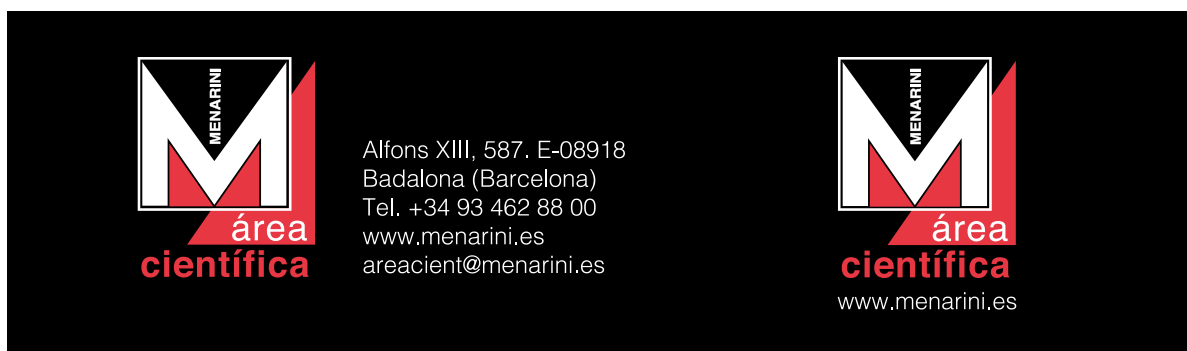 MENARINI
área
científica
Alfons XIII, 587. E-08918
Badalona (Barcelona)
Tel. +34 93 462 88 00
www.menarini.es
areacient@menarini.es
MENARINI
área
científica
www.menarini.es